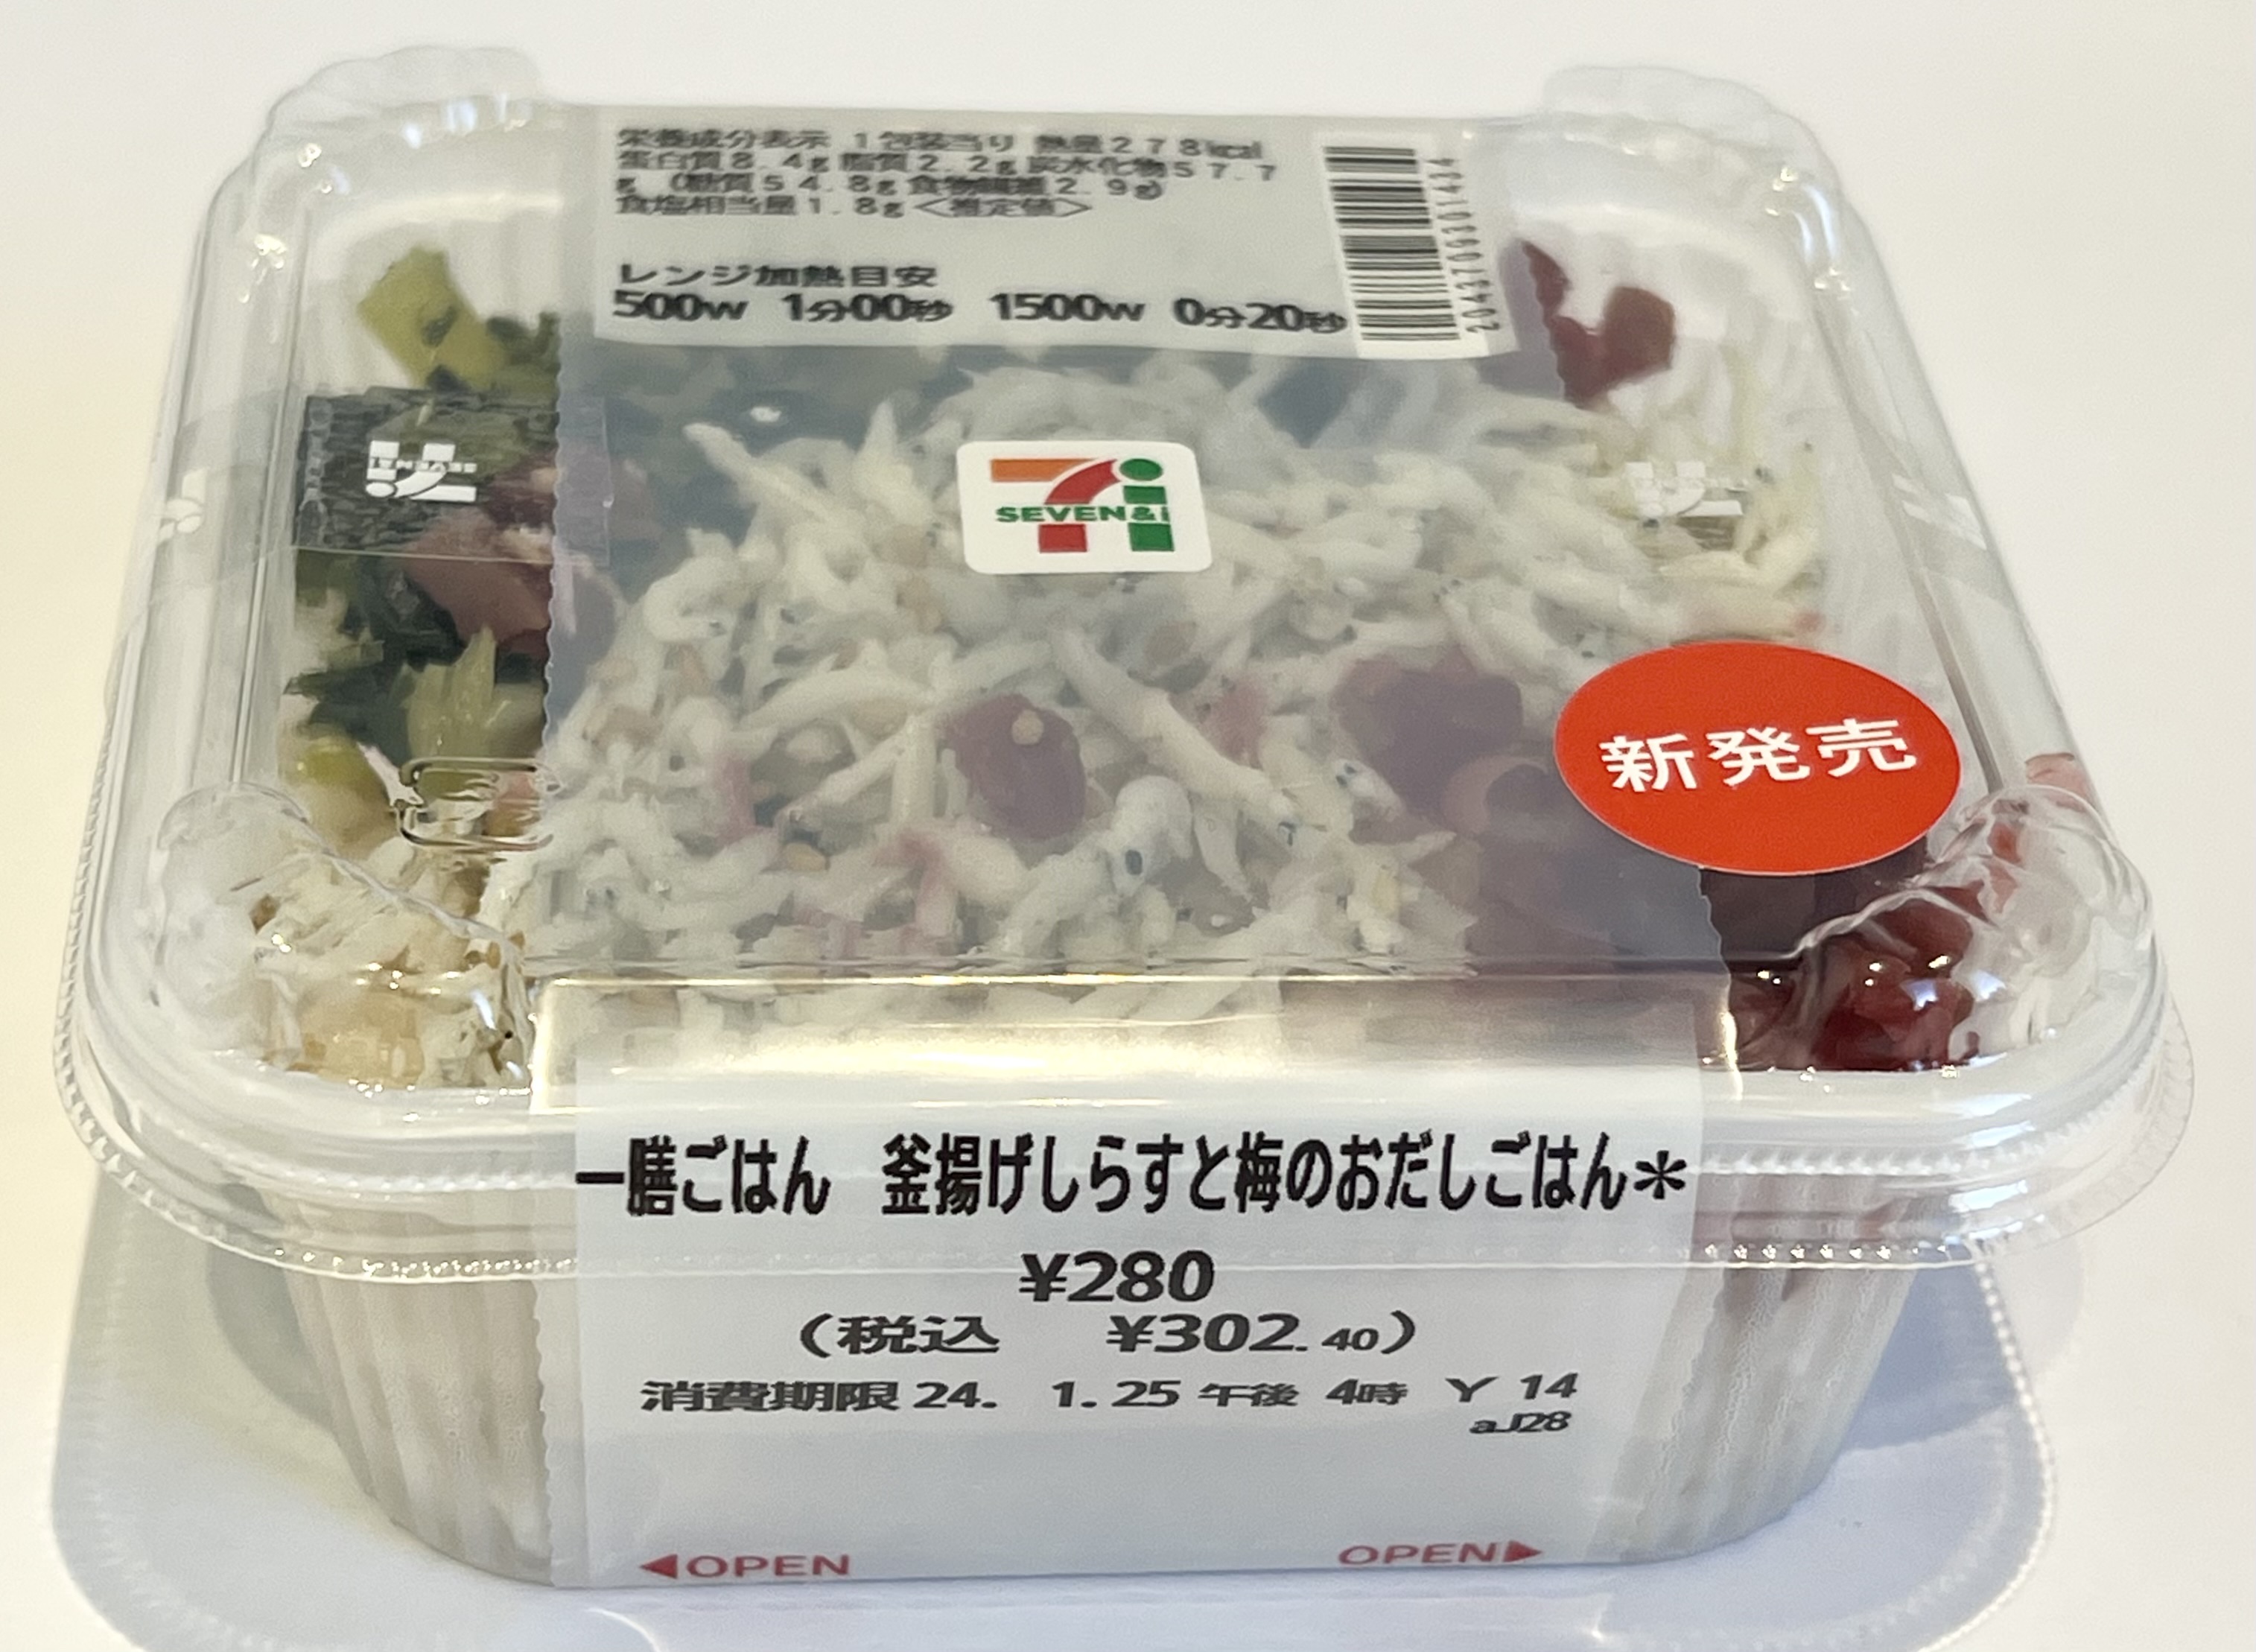 栄養成分表示 1包装当り 熱量278kcal
蛋白質8.4g 脂質2.2g 炭水化物57.7
g (糖質54.8g 食物繊維2.9g)
食塩相当量1.8g<推定値>
レンジ加熱目安
500W 1分00秒 1500W 0分20秒
SEVEN&i
新発売
一膳ごはん 釜揚げしらすと梅のおだしごはん*
¥280
(税込 ¥302.40)
消費期限 24. 1.25 午後 4時 Y 14
aJ28
◀OPEN OPEN▶